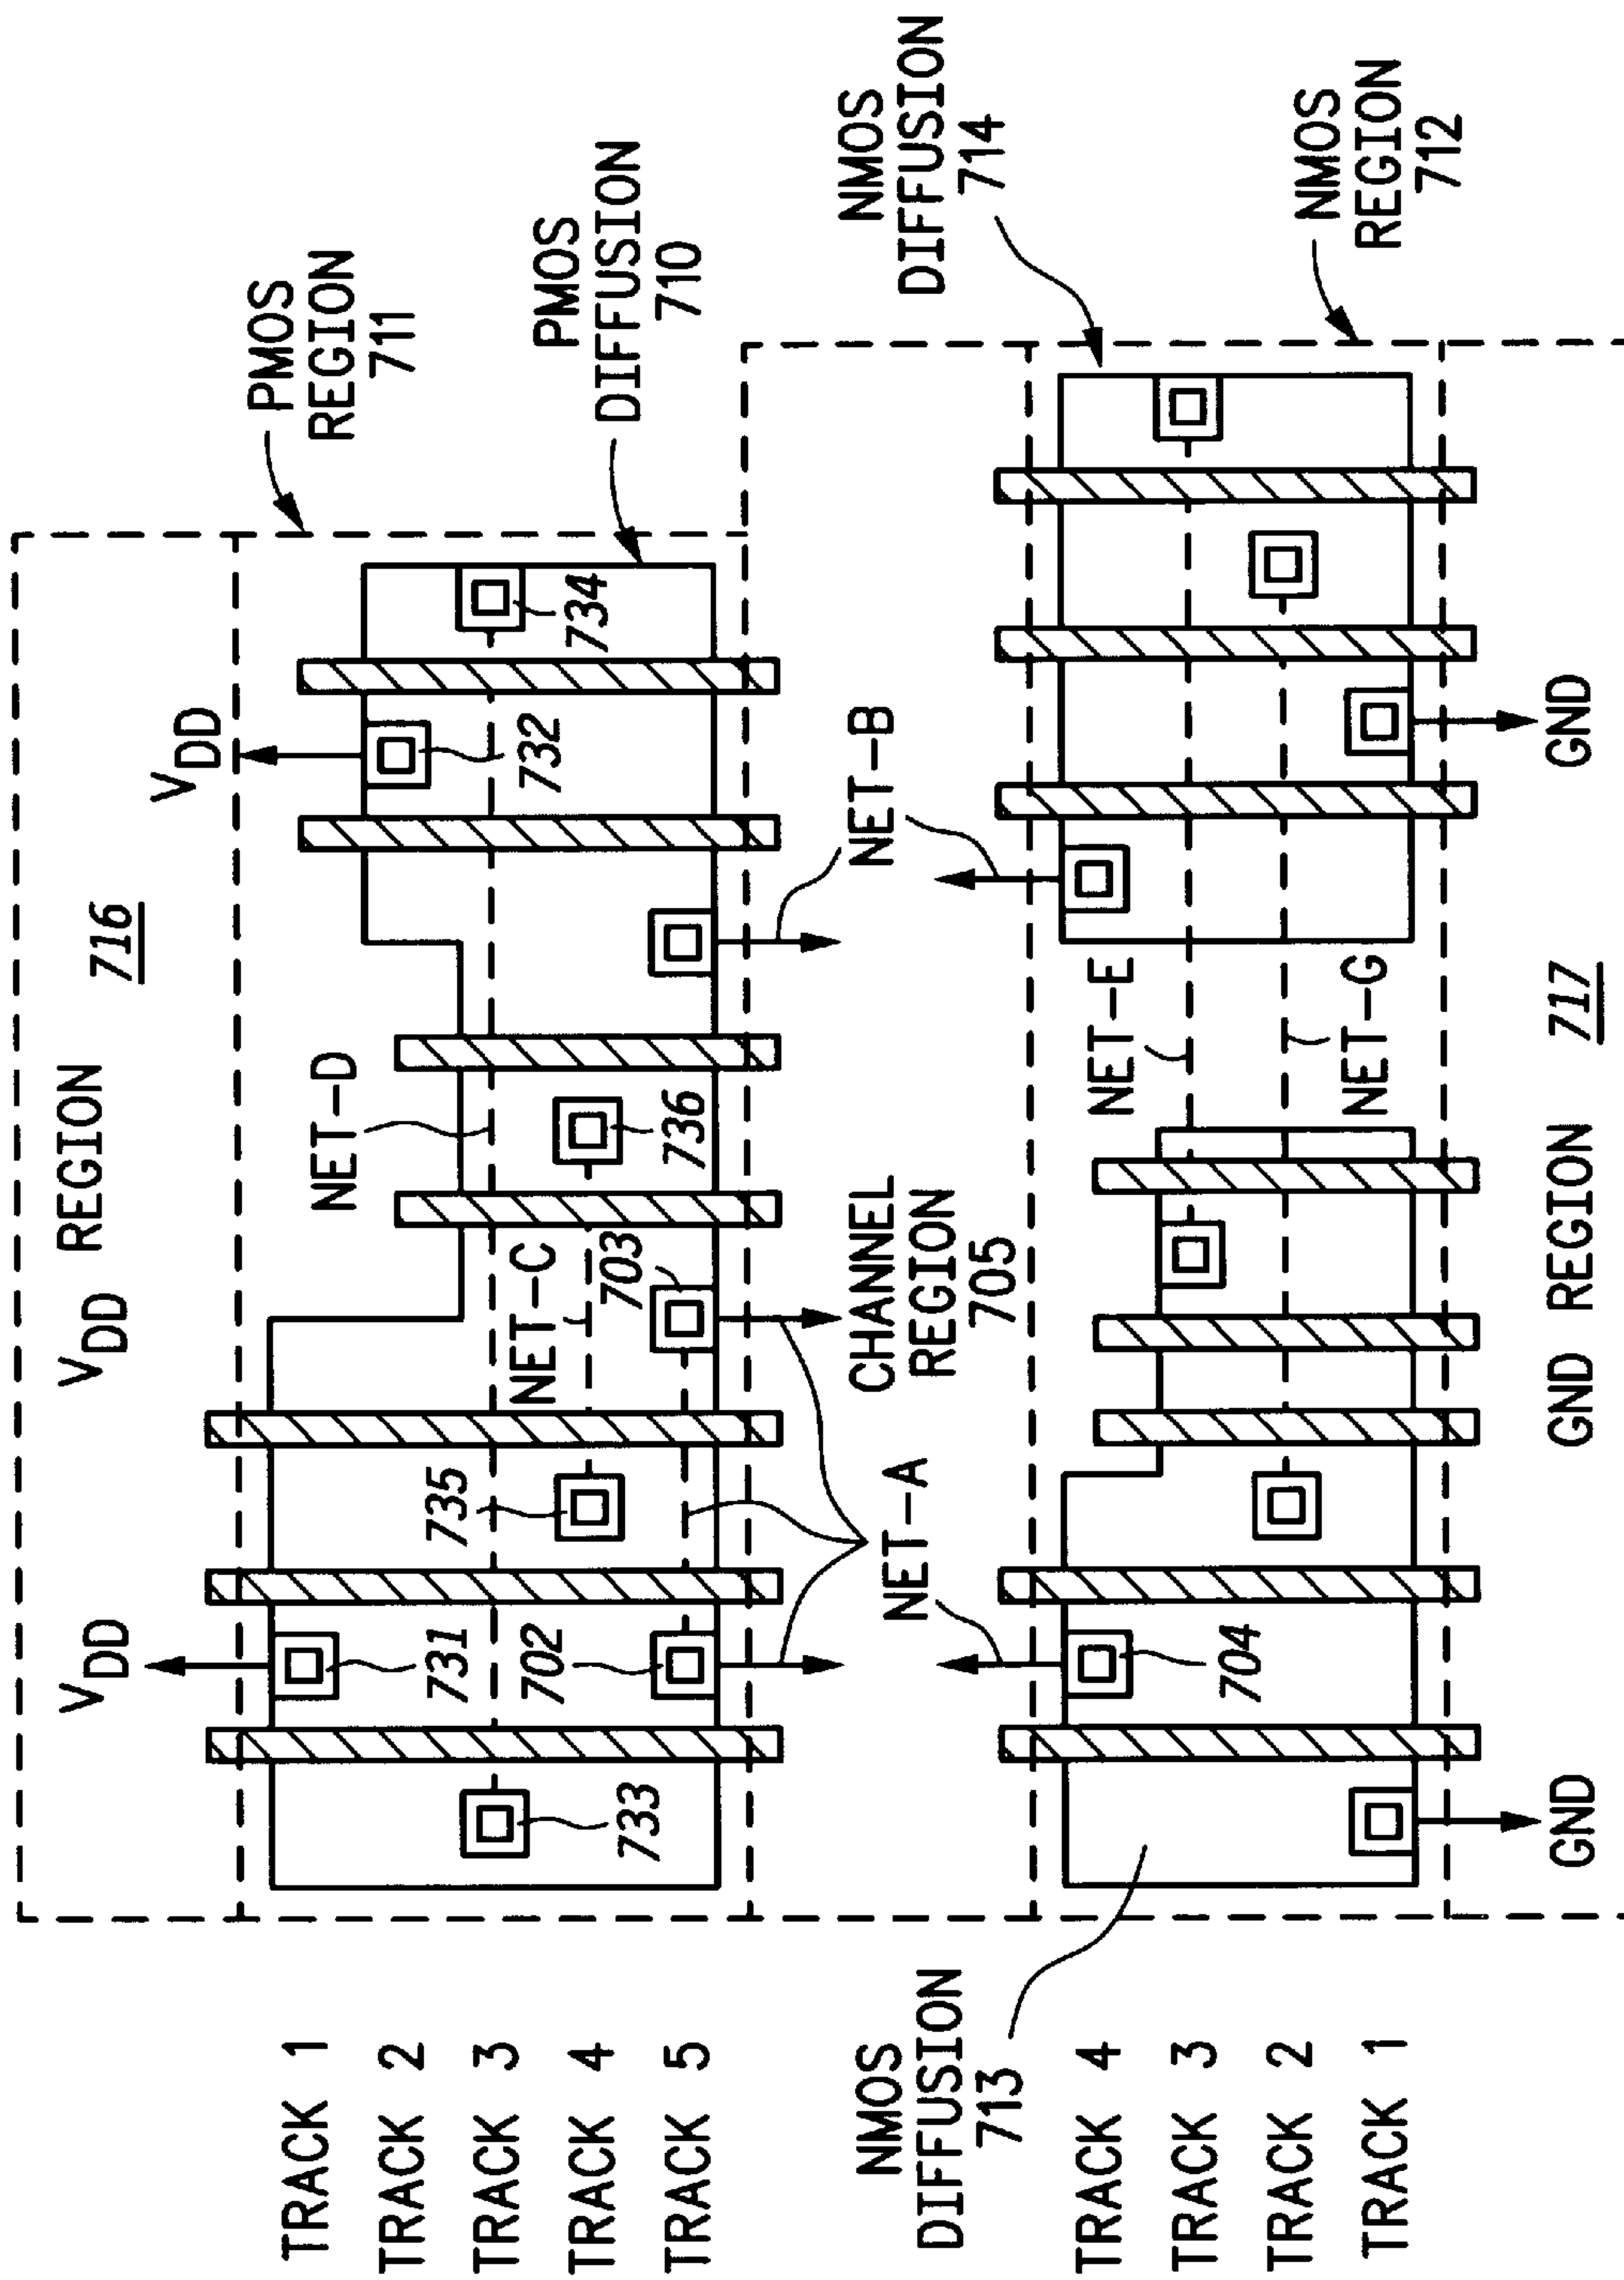 PMOS
REGION
711
PMOS
DIFFUSION
710
NMOS
DIFFUSION
714
NMOS
REGION
712
VDD REGION 716
VDD
VDD
TRACK 1
TRACK 2
TRACK 3
TRACK 4
TRACK 5
731
732
NET-D
733
735
NET-C
734
702
703
736
NET-A
CHANNEL
REGION
705
NET-B
NMOS
DIFFUSION
713
TRACK 4
TRACK 3
TRACK 2
TRACK 1
704
NET-E
NET-G
GND
GND REGION 717
GND